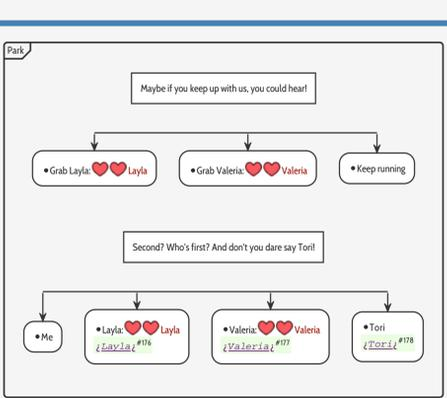 Park
Maybe if you keep up with us, you could hear!
•Grab Layla: Layla
•Grab Valeria: Valeria
•Keep running
Second? Who's first? And don't you dare say Tori!
•Me
•Layla: Layla
¿Layla¿#176
•Valeria: Valeria
¿Valeria¿#177
•Tori
¿Tori¿#178